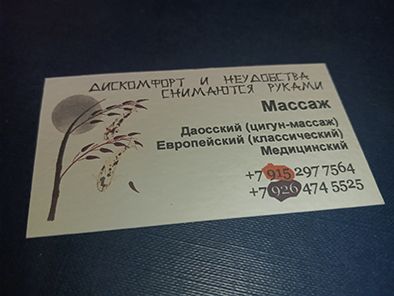 ДИСКОМФОРТ И НЕУДОБСТВА
СНИМАЮТСЯ РУКАМИ
Массаж
Даосский (цигун-массаж)
Европейский (классический)
Медицинский
+7 915 297 7564
+7 926 474 5525